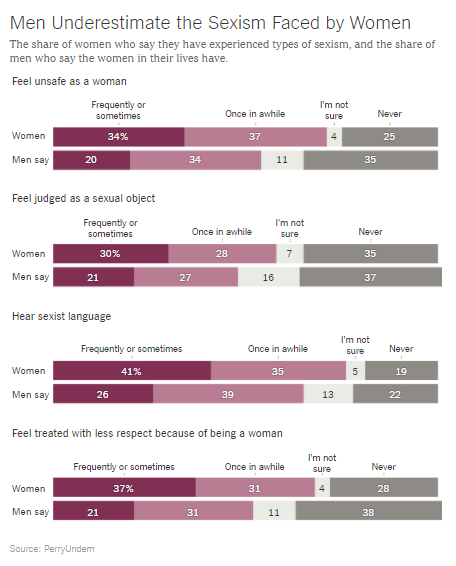 Men Underestimate the Sexism Faced by Women
The share of women who say they have experienced types of sexism, and the share of
men who say the women in their lives have.
Feel unsafe as a woman
Frequently or
sometimes
Once in awhile
I'm not
sure
Never
Women 34% 37 4 25
Men say 20 34 11 35
Feel judged as a sexual object
Frequently or
sometimes
Once in awhile
I'm not
sure
Never
Women 30% 28 7 35
Men say 21 27 16 37
Hear sexist language
Frequently or sometimes
Once in awhile
I'm not
sure
Never
Women 41% 35 5 19
Men say 26 39 13 22
Feel treated with less respect because of being a woman
Frequently or sometimes
Once in awhile
I'm not
sure
Never
Women 37% 31 4 28
Men say 21 31 11 38
Source: PerryUndem